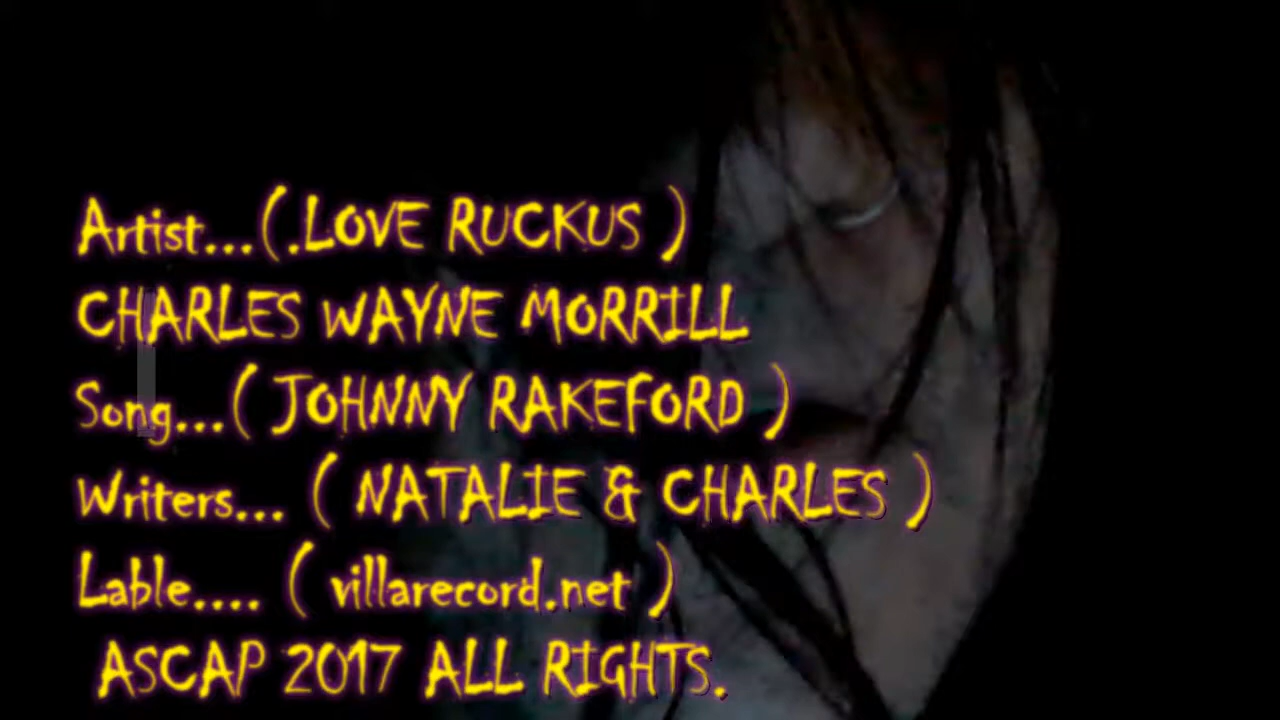 Artist...(.LOVE RUCKUS )
CHARLES WAYNE MORRILL
Song...( JOHNNY RAKEFORD )
Writers... ( NATALIE & CHARLES )
Lable.... ( villarecord.net )
ASCAP 2017 ALL RIGHTS.